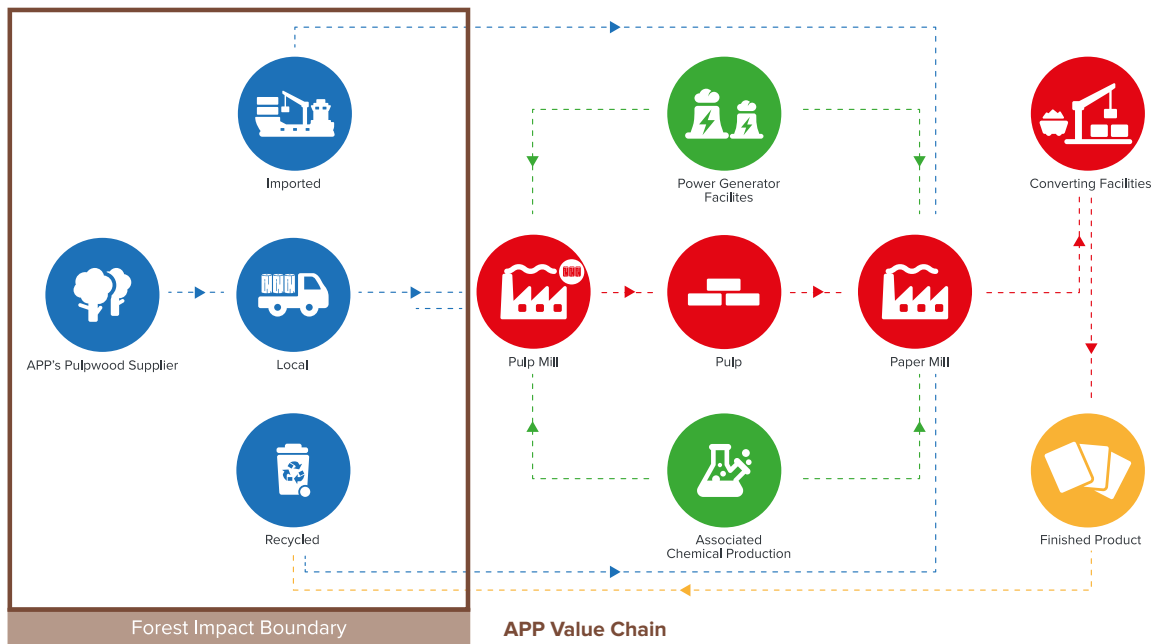 Imported
Power Generator
Facilites
Converting Facilities
APP's Pulpwood Supplier
Local
Pulp Mill
Pulp
Paper Mill
Recycled
Associated
Chemical Production
Finished Product
Forest Impact Boundary
APP Value Chain